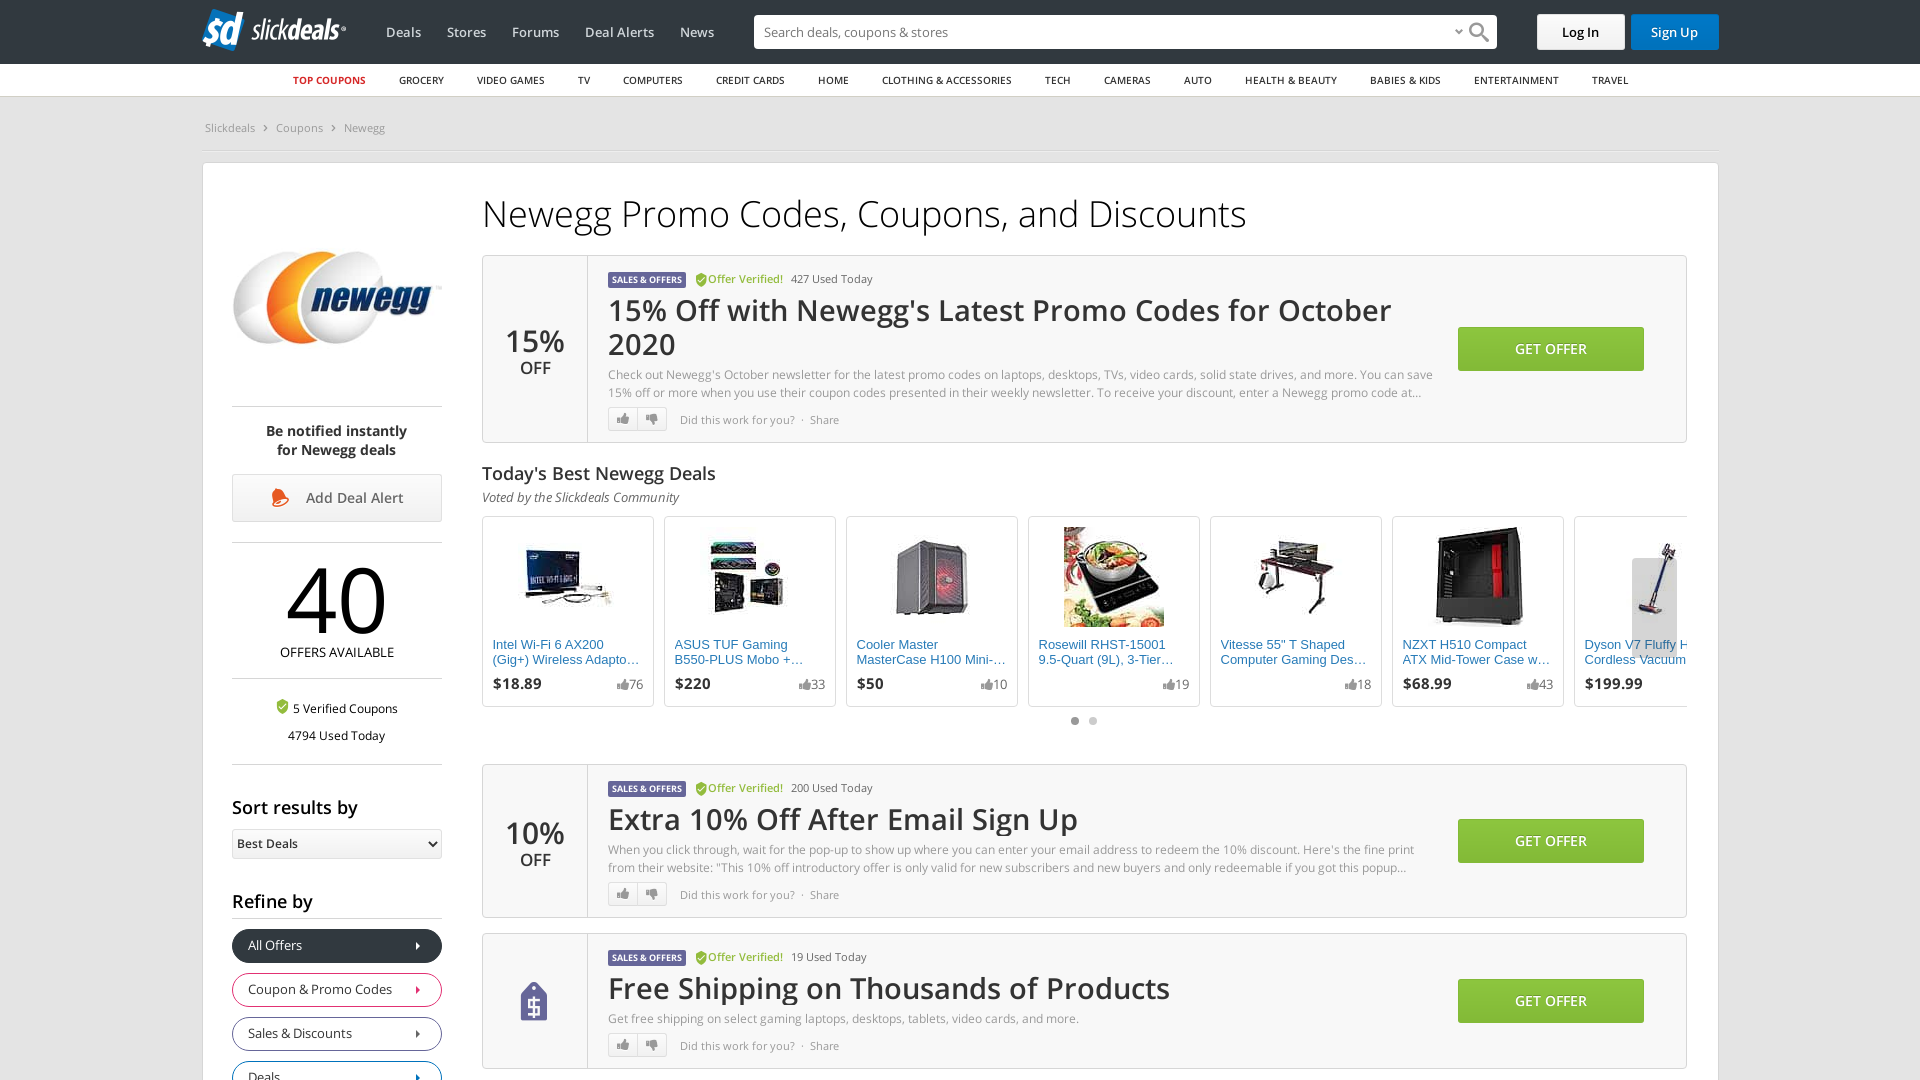 slickdeals
Deals
Stores
Forums
Deal Alerts
News
Search deals, coupons & stores
Log In
Sign Up
TOP COUPONS
GROCERY
VIDEO GAMES
TV
COMPUTERS
CREDIT CARDS
HOME
CLOTHING & ACCESSORIES
TECH
CAMERAS
AUTO
HEALTH & BEAUTY
BABIES & KIDS
ENTERTAINMENT
TRAVEL
Slickdeals > Coupons > Newegg
newegg
Be notified instantly
for Newegg deals
Add Deal Alert
40
OFFERS AVAILABLE
5 Verified Coupons
4794 Used Today
Sort results by
Best Deals
Refine by
All Offers
Coupon & Promo Codes
Sales & Discounts
Deals
Newegg Promo Codes, Coupons, and Discounts
15%
OFF
SALES & OFFERS Offer Verified! 427 Used Today
15% Off with Newegg's Latest Promo Codes for October
2020
Check out Newegg's October newsletter for the latest promo codes on laptops, desktops, TVs, video cards, solid state drives, and more. You can save
15% off or more when you use their coupon codes presented in their weekly newsletter. To receive your discount, enter a Newegg promo code at...
Did this work for you? · Share
GET OFFER
Today's Best Newegg Deals
Voted by the Slickdeals Community
Intel Wi-Fi 6 AX200
(Gig+) Wireless Adapto…
$18.89
76
ASUS TUF Gaming
B550-PLUS Mobo +…
$220
33
Cooler Master
MasterCase H100 Mini-…
$50
10
Rosewill RHST-15001
9.5-Quart (9L), 3-Tier…
19
Vitesse 55" T Shaped
Computer Gaming Des…
18
NZXT H510 Compact
ATX Mid-Tower Case w…
$68.99
43
Dyson V7 Fluffy H
Cordless Vacuum
$199.99
10%
OFF
SALES & OFFERS Offer Verified! 200 Used Today
Extra 10% Off After Email Sign Up
When you click through, wait for the pop-up to show up where you can enter your email address to redeem the 10% discount. Here's the fine print
from their website: "This 10% off introductory offer is only valid for new subscribers and new buyers and only redeemable if you got this popup...
Did this work for you? · Share
GET OFFER
SALES & OFFERS Offer Verified! 19 Used Today
Free Shipping on Thousands of Products
Get free shipping on select gaming laptops, desktops, tablets, video cards, and more.
Did this work for you? · Share
GET OFFER